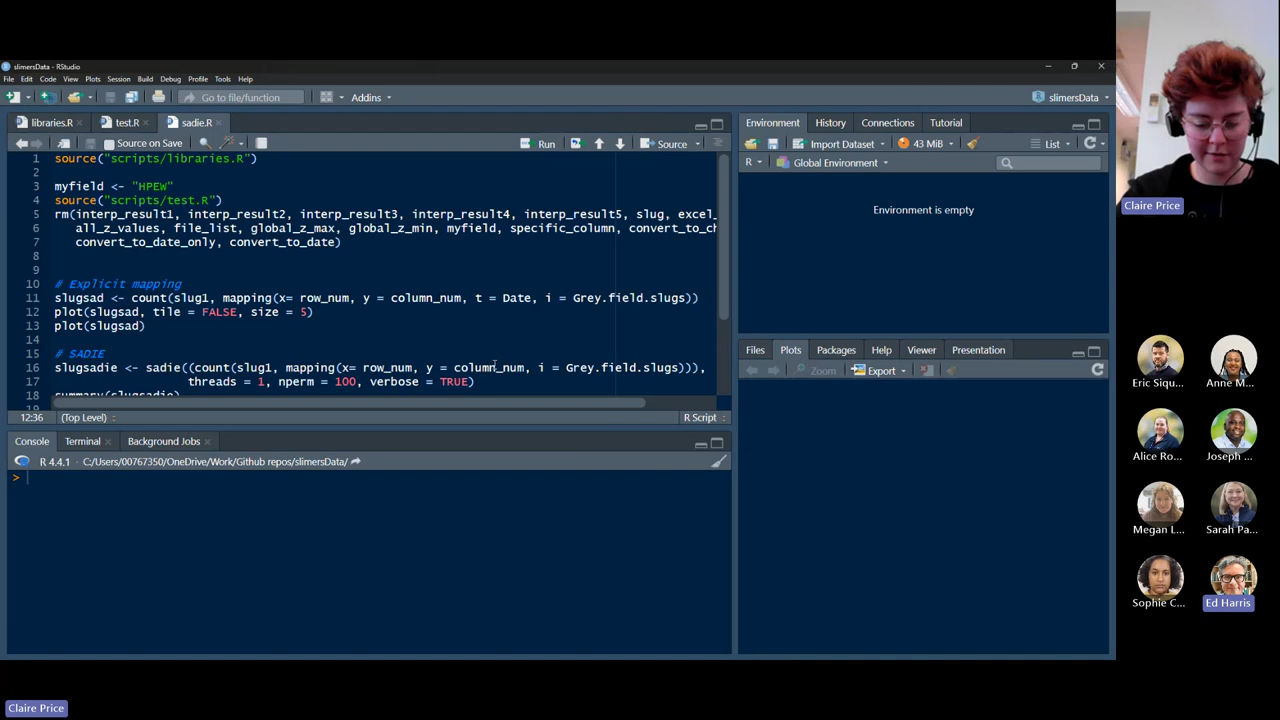 slimersData - RStudio
File Edit Code View Plots Session Build Debug Profile Tools Help
Go to file/function
Addins
slimersData
libraries.R
test.R
sadie.R
Source on Save
Run
Source
1 source("scripts/libraries.R")
2
3 myfield <- "HPEW"
4 source("scripts/test.R")
5 rm(interp_result1, interp_result2, interp_result3, interp_result4, interp_result5, slug, excel_
6 all_z_values, file_list, global_z_max, global_z_min, myfield, specific_column, convert_to_ch
7 convert_to_date_only, convert_to_date)
8
9
10 # Explicit mapping
11 slugsad <- count(slug1, mapping(x= row_num, y = column_num, t = Date, i = Grey.field.slugs))
12 plot(slugsad, tile = FALSE, size = 5)
13 plot(slugsad)
14
15 # SADIE
16 slugsadie <- sadie((count(slug1, mapping(x= row_num, y = column_num, i = Grey.field.slugs))),
17 threads = 1, nperm = 100, verbose = TRUE)
18 summary(slugsadie)
19
12:36 (Top Level) R Script
Console Terminal Background Jobs
R 4.4.1 · C:/Users/00767350/OneDrive/Work/Github repos/slimersData/
>
Environment History Connections Tutorial
Import Dataset 43 MiB List
R Global Environment
Environment is empty
Files Plots Packages Help Viewer Presentation
Zoom Export
Claire Price
Eric Siqu... Anne M...
Alice Ro... Joseph ...
Megan L... Sarah Pa...
Sophie C... Ed Harris
Claire Price